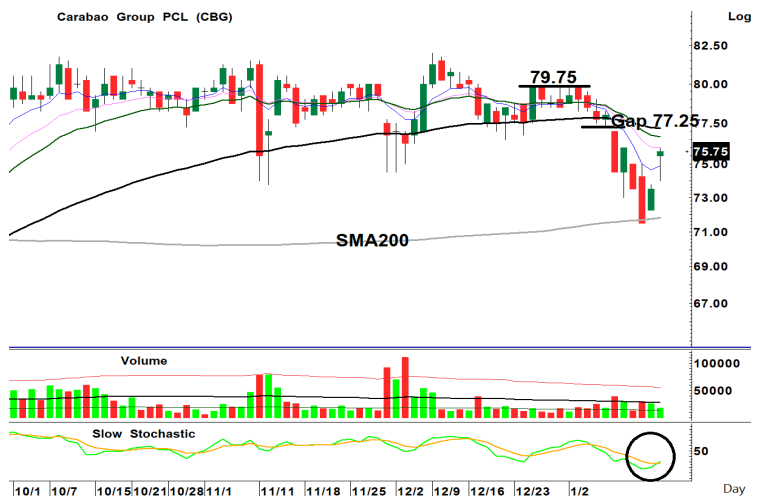 Carabao Group PCL (CBG)
Log
82.50
80.00
79.75
77.50
Gap 77.25
75.75
75.00
73.00
71.00
SMA200
69.00
67.00
Volume
100000
50000
Slow Stochastic
50
10/1 10/7 10/15 10/21 10/28 11/1 11/11 11/18 11/25 12/2 12/9 12/16 12/23 1/2 Day